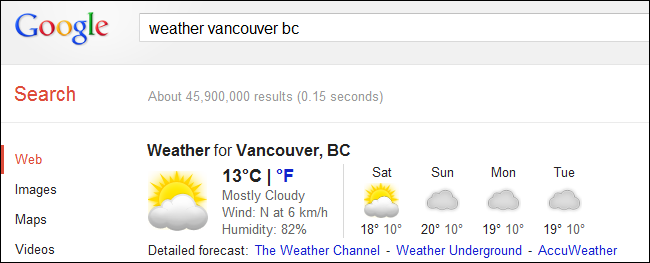 Google
weather vancouver bc
Search
About 45,900,000 results (0.15 seconds)
Web
Images
Maps
Videos
Weather for Vancouver, BC
13°C | °F
Mostly Cloudy
Wind: N at 6 km/h
Humidity: 82%
Sat
18° 10°
Sun
20° 10°
Mon
19° 10°
Tue
19° 10°
Detailed forecast: The Weather Channel - Weather Underground - AccuWeather